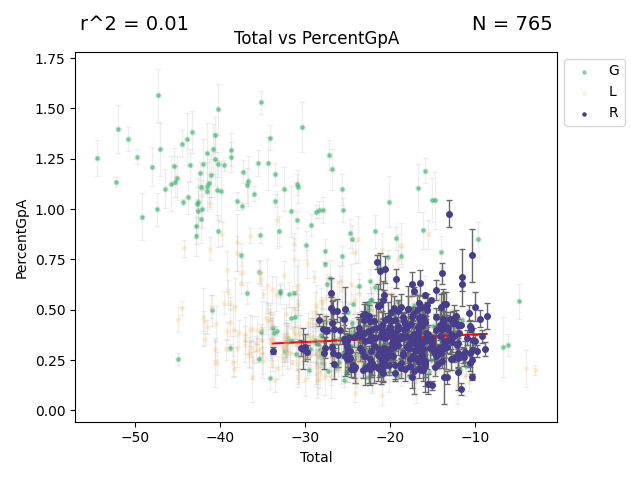 r^2 = 0.01
N = 765
Total vs PercentGpA
1.75
1.50
1.25
1.00
0.75
0.50
0.25
0.00
PercentGpA
−50
−40
−30
−20
−10
Total
G
L
R